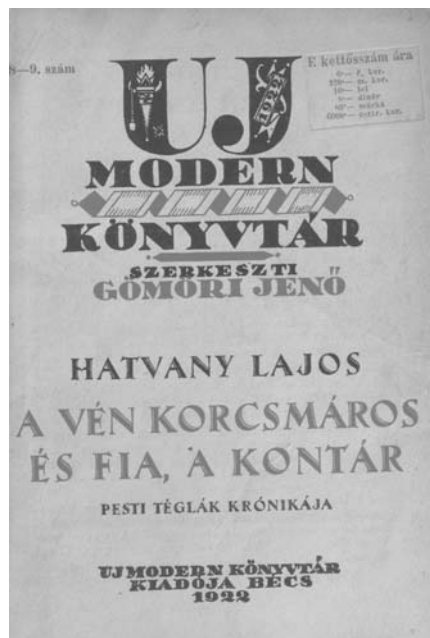 8—9. szám
E kettősszám ára
UJ
1922
MODERN
KÖNYVTÁR
SZERKESZTI
GÖMÖRI JENŐ
HATVANY LAJOS
A VÉN KORCSMÁROS
ÉS FIA, A KONTÁR
PESTI TÉGLÁK KRÓNIKÁJA
UJ MODERN KÖNYVTÁR
KIADÓJA BÉCS
1922